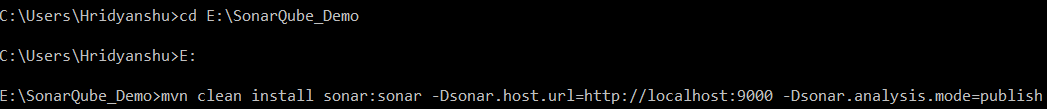 C:\Users\Hridyanshu>cd E:\SonarQube_Demo
C:\Users\Hridyanshu>E:
E:\SonarQube_Demo>mvn clean install sonar:sonar -Dsonar.host.url=http://localhost:9000 -Dsonar.analysis.mode=publish